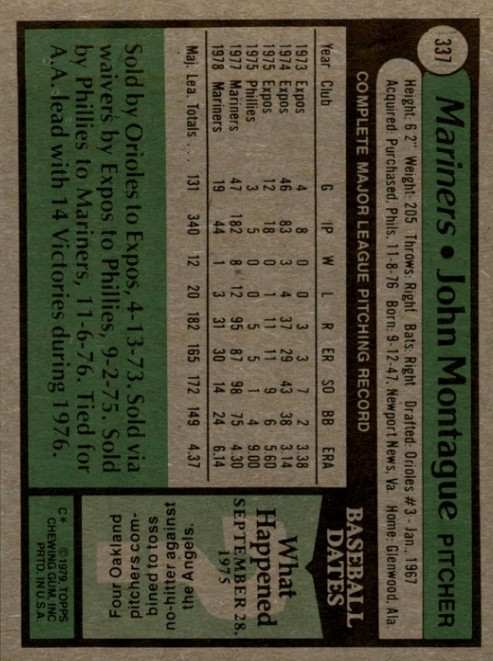 337
Mariners • John Montague PITCHER
Height: 6'2" Weight: 205 Throws: Right Bats: Right Drafted: Orioles #3 - Jan., 1967
Acquired: Purchased, Phils, 11-8-76 Born: 9-12-47, Newport News, Va. Home: Glenwood, Ala.
COMPLETE MAJOR LEAGUE PITCHING RECORD
Year Club G IP W L R ER SO BB ERA
1973 Expos 4 8 0 0 3 3 7 2 3.38
1974 Expos 46 83 3 4 37 29 43 38 3.14
1975 Expos 12 18 0 1 11 11 9 6 5.60
1975 Phillies 3 5 0 0 5 5 1 4 9.00
1977 Mariners 47 182 8 12 95 87 98 75 4.30
1978 Mariners 19 44 1 3 31 30 14 24 6.14
Maj. Lea. Totals . . . 131 340 12 20 182 165 172 149 4.37
Sold by Orioles to Expos, 4-13-73. Sold via
waivers by Expos to Phillies, 9-2-75. Sold
by Phillies to Mariners, 11-6-76. Tied for
A.A. lead with 14 Victories during 1976.
BASEBALL
DATES
What
Happened
SEPTEMBER 28,
1975
Four Oakland
pitchers com-
bined to toss
no-hitter against
the Angels.
C* © 1979, TOPPS
CHEWING GUM, INC.
PRTD. IN U.S.A.